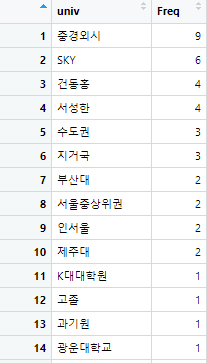 univ Freq
1 중경외시 9
2 SKY 6
3 건동홍 4
4 서성한 4
5 수도권 3
6 지거국 3
7 부산대 2
8 서울중상위권 2
9 인서울 2
10 제주대 2
11 K대대학원 1
12 고졸 1
13 과기원 1
14 광운대학교 1